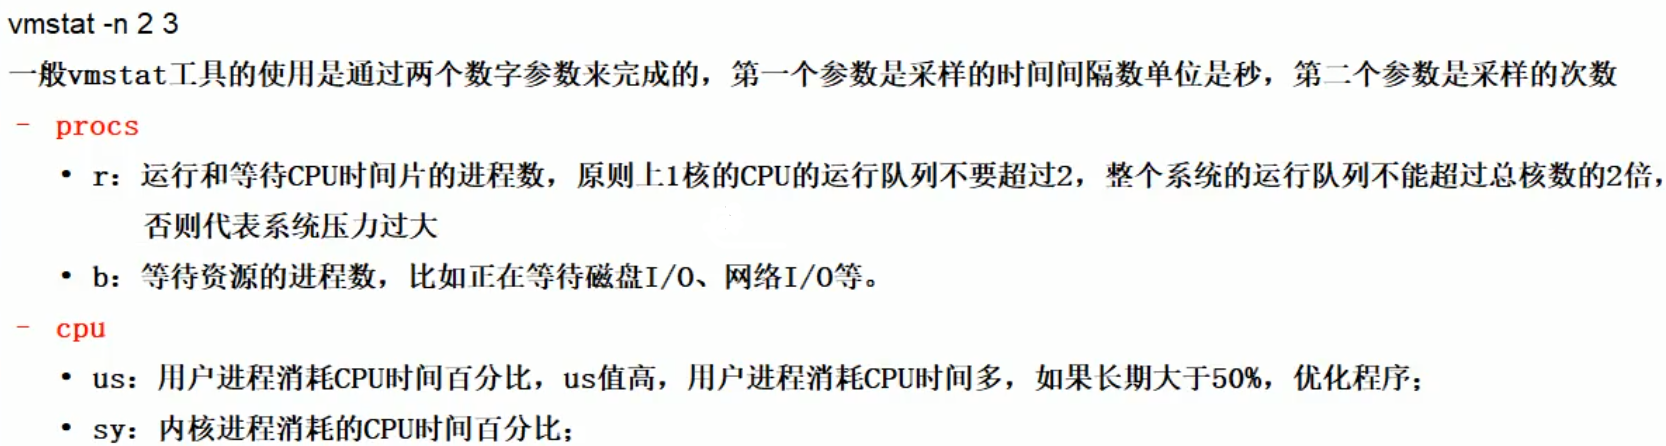 vmstat -n 2 3
一般vmstat工具的使用是通过两个数字参数来完成的，第一个参数是采样的时间间隔数单位是秒，第二个参数是采样的次数
- procs
• r：运行和等待CPU时间片的进程数，原则上1核的CPU的运行队列不要超过2，整个系统的运行队列不能超过总核数的2倍，
否则代表系统压力过大
• b：等待资源的进程数，比如正在等待磁盘I/O、网络I/O等。
- cpu
• us：用户进程消耗CPU时间百分比，us值高，用户进程消耗CPU时间多，如果长期大于50%，优化程序；
• sy：内核进程消耗的CPU时间百分比；